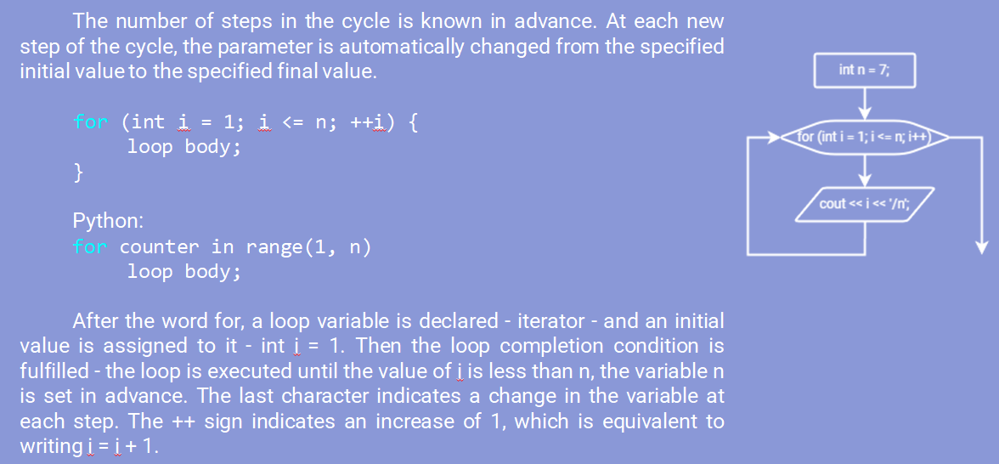 The number of steps in the cycle is known in advance. At each new
step of the cycle, the parameter is automatically changed from the specified
initial value to the specified final value.
for (int i = 1; i <= n; ++i) {
loop body;
}
Python:
for counter in range(1, n)
loop body;
After the word for, a loop variable is declared - iterator - and an initial
value is assigned to it - int i = 1. Then the loop completion condition is
fulfilled - the loop is executed until the value of i is less than n, the variable n
is set in advance. The last character indicates a change in the variable at
each step. The ++ sign indicates an increase of 1, which is equivalent to
writing i = i + 1.
int n = 7;
for (int i = 1; i <= n; i++)
cout << i << '/n';